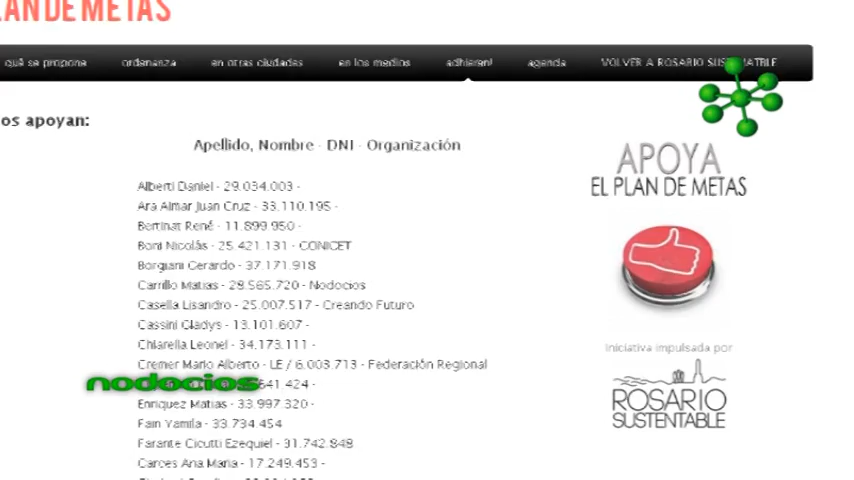 PLAN DE METAS
qué se propone   ordenanza   en otras ciudades   en los medios   adhieren!   agenda   VOLVER A ROSARIO SUSTENTABLE
os apoyan:
Apellido, Nombre - DNI - Organización
Alberti Daniel - 29.034.003 -
Ara Almar Juan Cruz - 33.110.195 -
Bertinat René - 11.899.950 -
Boni Nicolás - 25.421.131 - CONICET
Borgiani Gerardo - 37.171.918
Carrillo Matias - 28.565.720 - Nodocios
Casella Lisandro - 25.007.517 - Creando Futuro
Cassini Gladys - 13.101.607 -
Chiarella Leonel - 34.173.111 -
Cremer Mario Alberto - LE / 6.003.713 - Federación Regional
641 424 -
Enriquez Matias - 33.997.320 -
Fain Yamila - 33.734.454
Farante Cicutti Ezequiel - 31.742.848
Garces Ana Maria - 17.249.453 -
nodocios
APOYA
EL PLAN DE METAS
Iniciativa impulsada por
ROSARIO
SUSTENTABLE